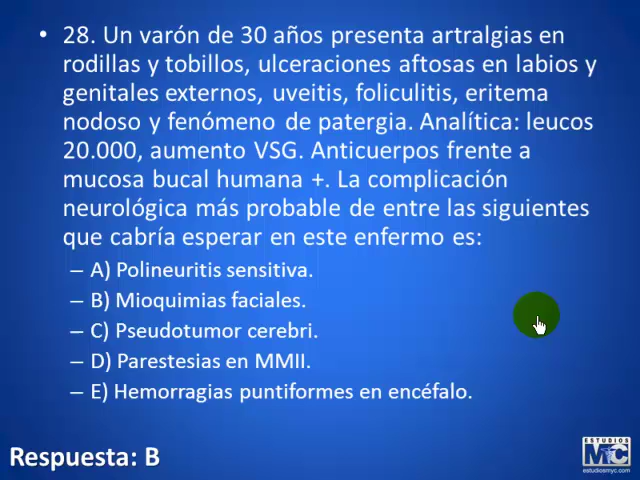 • 28. Un varón de 30 años presenta artralgias en
rodillas y tobillos, ulceraciones aftosas en labios y
genitales externos, uveitis, foliculitis, eritema
nodoso y fenómeno de patergia. Analítica: leucos
20.000, aumento VSG. Anticuerpos frente a
mucosa bucal humana +. La complicación
neurológica más probable de entre las siguientes
que cabría esperar en este enfermo es:
– A) Polineuritis sensitiva.
– B) Mioquimias faciales.
– C) Pseudotumor cerebri.
– D) Parestesias en MMII.
– E) Hemorragias puntiformes en encéfalo.
Respuesta: B
ESTUDIOS
MyC
estudiosmyc.com